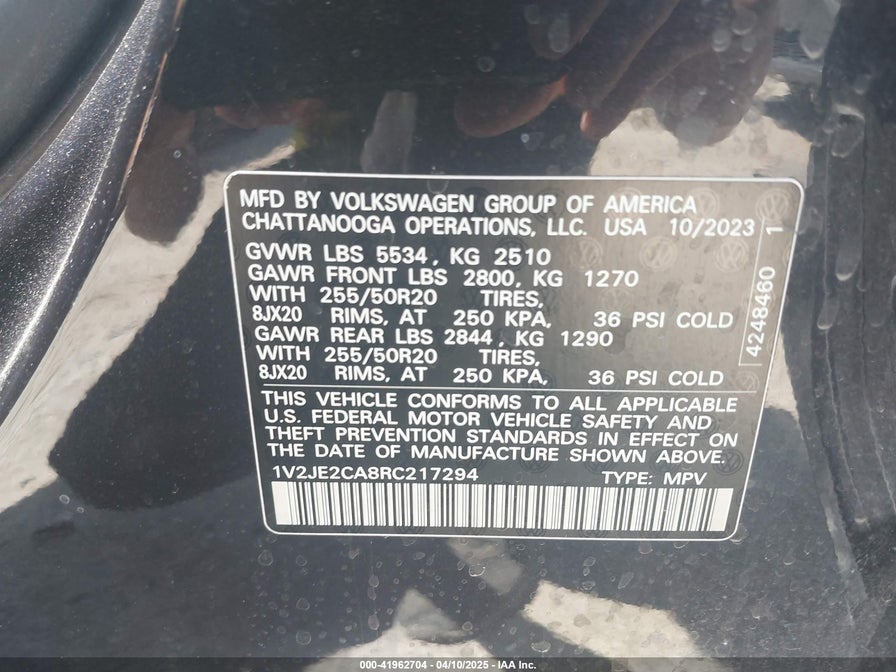 MFD BY VOLKSWAGEN GROUP OF AMERICA
CHATTANOOGA OPERATIONS, LLC. USA 10/2023
GVWR LBS 5534, KG 2510
GAWR FRONT LBS 2800, KG 1270
WITH 255/50R20 TIRES,
8JX20 RIMS, AT 250 KPA, 36 PSI COLD
GAWR REAR LBS 2844, KG 1290
WITH 255/50R20 TIRES,
8JX20 RIMS, AT 250 KPA, 36 PSI COLD
4248460 1
THIS VEHICLE CONFORMS TO ALL APPLICABLE
U.S. FEDERAL MOTOR VEHICLE SAFETY AND
THEFT PREVENTION STANDARDS IN EFFECT ON
THE DATE OF MANUFACTURE SHOWN ABOVE.
1V2JE2CA8RC217294 TYPE: MPV
000-41962704 - 04/10/2025 - IAA Inc.